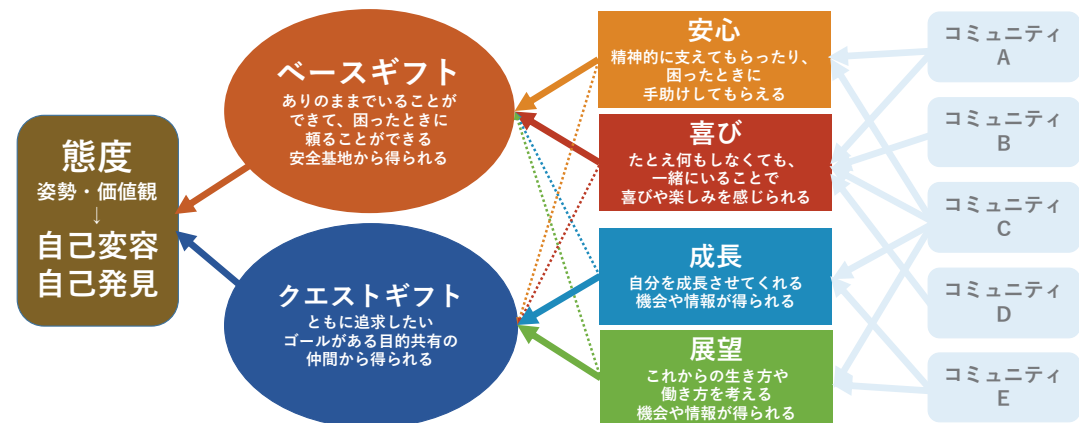 態度
姿勢・価値観
↓
自己変容
自己発見
ベースギフト
ありのままでいることが
できて、困ったときに
頼ることができる
安全基地から得られる
クエストギフト
ともに追求したい
ゴールがある目的共有の
仲間から得られる
安心
精神的に支えてもらったり、
困ったときに
手助けしてもらえる
喜び
たとえ何もしなくても、
一緒にいることで
喜びや楽しみを感じられる
成長
自分を成長させてくれる
機会や情報が得られる
展望
これからの生き方や
働き方を考える
機会や情報が得られる
コミュニティ
A
コミュニティ
B
コミュニティ
C
コミュニティ
D
コミュニティ
E